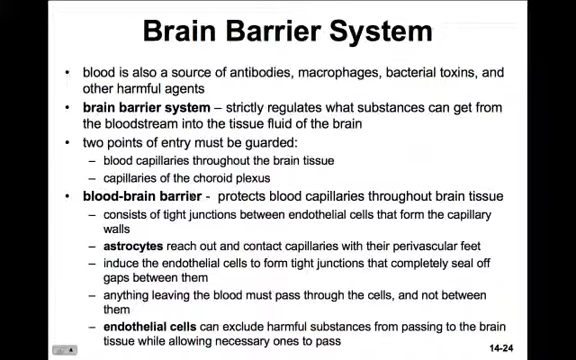 Brain Barrier System
• blood is also a source of antibodies, macrophages, bacterial toxins, and
other harmful agents
• brain barrier system – strictly regulates what substances can get from
the bloodstream into the tissue fluid of the brain
• two points of entry must be guarded:
– blood capillaries throughout the brain tissue
– capillaries of the choroid plexus
• blood-brain barrier - protects blood capillaries throughout brain tissue
– consists of tight junctions between endothelial cells that form the capillary
walls
– astrocytes reach out and contact capillaries with their perivascular feet
– induce the endothelial cells to form tight junctions that completely seal off
gaps between them
– anything leaving the blood must pass through the cells, and not between
them
– endothelial cells can exclude harmful substances from passing to the brain
tissue while allowing necessary ones to pass
14-24